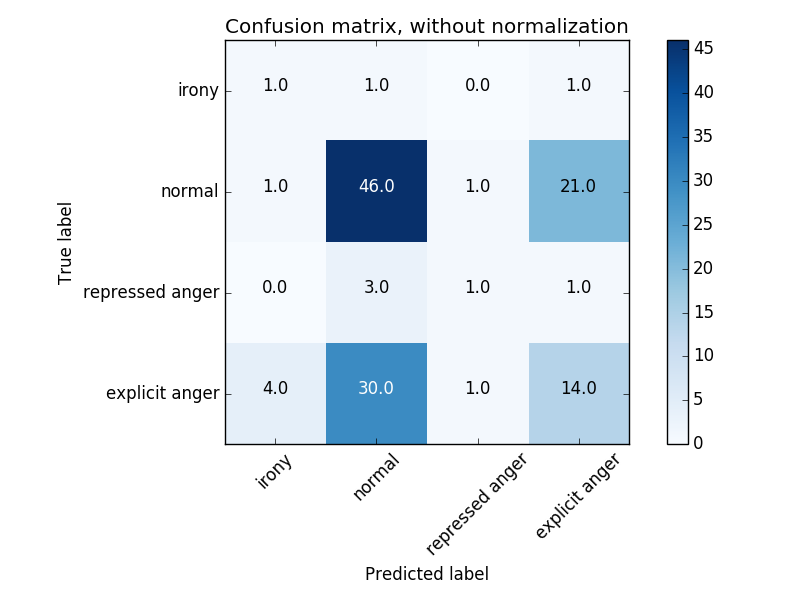 Confusion matrix, without normalization
irony 1.0 1.0 0.0 1.0
normal 1.0 46.0 1.0 21.0
repressed anger 0.0 3.0 1.0 1.0
explicit anger 4.0 30.0 1.0 14.0
irony normal repressed anger explicit anger
True label
Predicted label
45
40
35
30
25
20
15
10
5
0